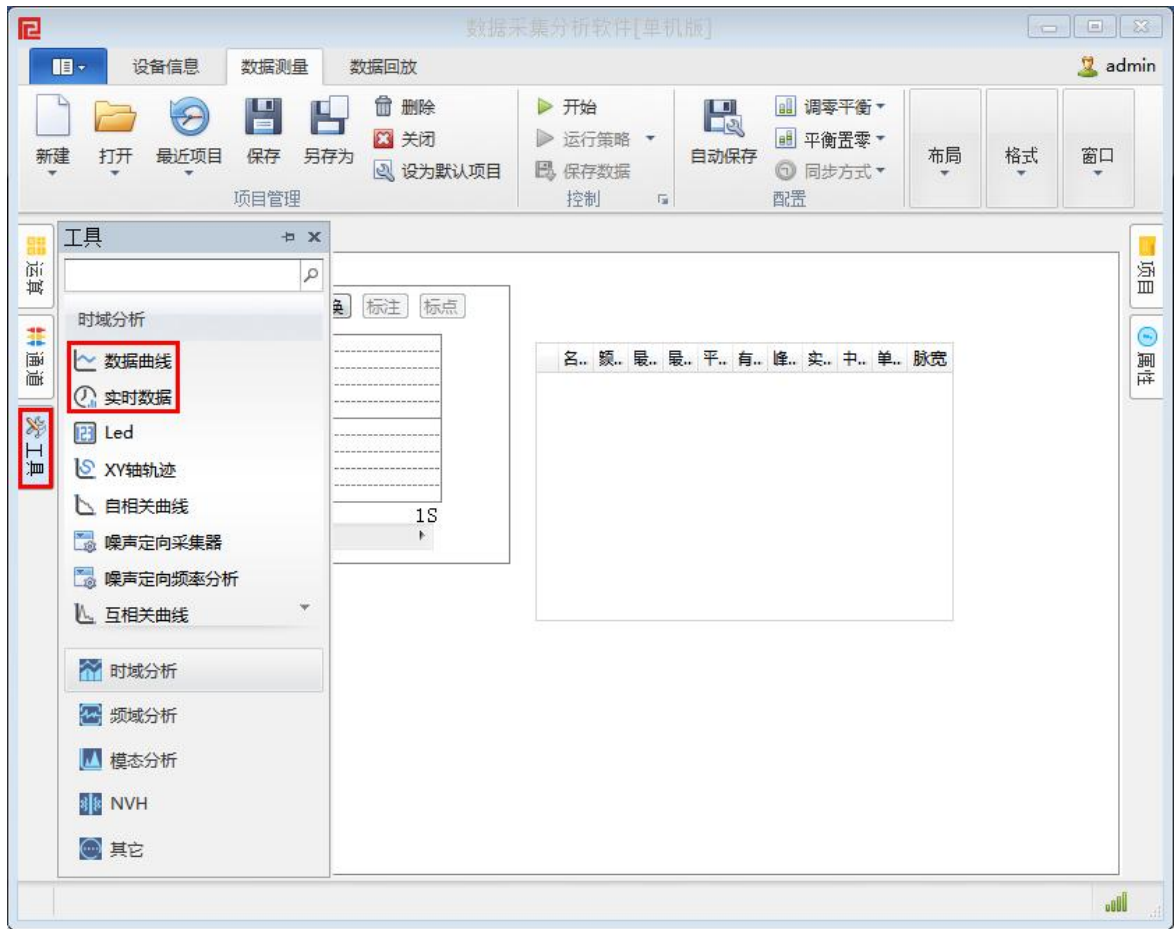 数据采集分析软件[单机版]
设备信息 数据测量 数据回放 admin
新建 打开 最近项目 保存 另存为
删除
关闭
设为默认项目
项目管理
开始
运行策略
保存数据
控制
自动保存
调零平衡
平衡置零
同步方式
配置
布局 格式 窗口
运算
通道
工具
工具
时域分析
数据曲线
实时数据
Led
XY轴轨迹
自相关曲线
噪声定向采集器
噪声定向频率分析
互相关曲线
时域分析
频域分析
模态分析
NVH
其它
换 标注 标点
1S
名.. 频.. 最.. 最.. 平.. 有.. 峰.. 实.. 中.. 单.. 脉宽
项目
属性